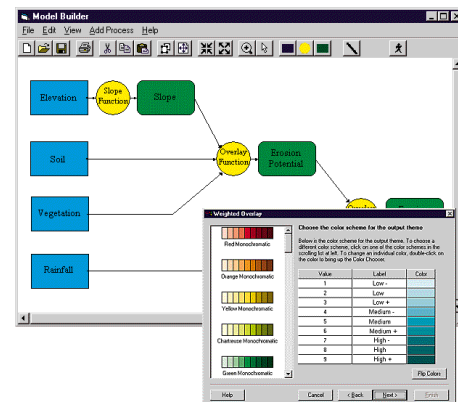 Model Builder
File Edit View Add Process Help
Elevation
Slope
Function
Slope
Soil
Overlay
Function
Erosion
Potential
Vegetation
Rainfall
Weighted Overlay
Choose the color scheme for the output theme
Below is the color scheme for the output theme. To choose a
different color scheme, click on one of the color schemes in the
scrolling list at left. To change an individual color, double-click on
the color to bring up the Color Chooser.
Red Monochromatic
Orange Monochromatic
Yellow Monochromatic
Chartreuse Monochromatic
Green Monochromatic
Value Label Color
1 Low -
2 Low
3 Low +
4 Medium -
5 Medium
6 Medium +
7 High -
8 High
9 High +
Flip Colors
Help Cancel < Back Next > Finish